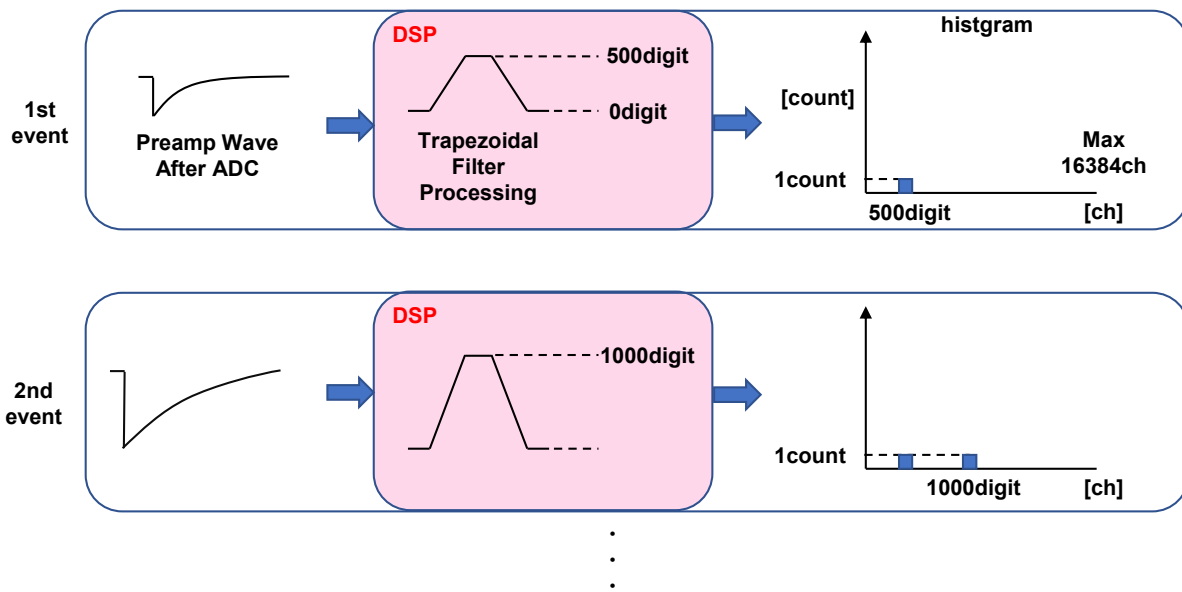 1st
event
Preamp Wave
After ADC
DSP
500digit
0digit
Trapezoidal
Filter
Processing
histgram
[count]
Max
16384ch
1count
500digit
[ch]
2nd
event
DSP
1000digit
1count
1000digit
[ch]